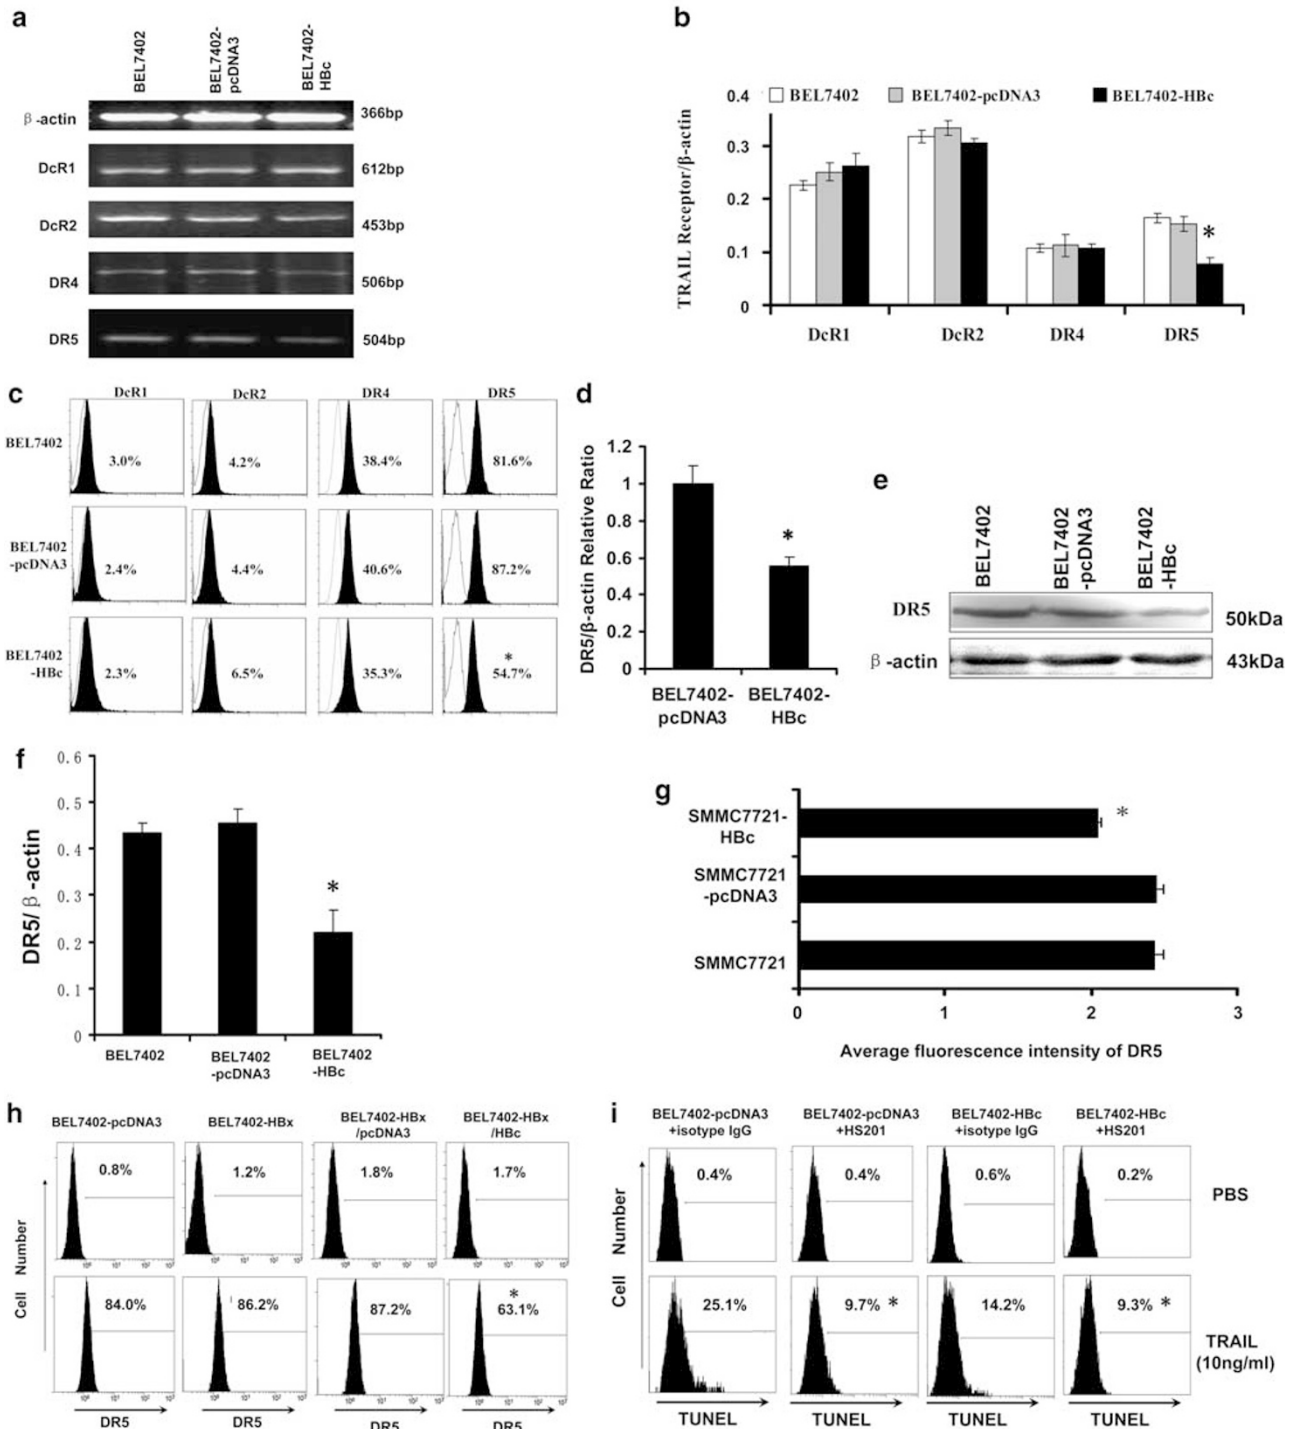 a
BEL7402
BEL7402-
pcDNA3
BEL7402-
HBc
β-actin
366bp
DcR1
612bp
DcR2
453bp
DR4
506bp
DR5
504bp
b
TRAIL Receptor/β-actin
0.4
0.3
0.2
0.1
0
BEL7402
BEL7402-pcDNA3
BEL7402-HBc
*
DcR1
DcR2
DR4
DR5
c
DcR1
DcR2
DR4
DR5
BEL7402
3.0%
4.2%
38.4%
81.6%
BEL7402
-pcDNA3
2.4%
4.4%
40.6%
87.2%
BEL7402
-HBc
2.3%
6.5%
35.3%
*
54.7%
d
DR5/β-actin Relative Ratio
1.2
1
0.8
0.6
0.4
0.2
0
*
BEL7402-
pcDNA3
BEL7402-
HBc
e
BEL7402
BEL7402
-pcDNA3
BEL7402
-HBc
DR5
50kDa
β-actin
43kDa
f
DR5/β-actin
0.6
0.5
0.4
0.3
0.2
0.1
0
*
BEL7402
BEL7402
-pcDNA3
BEL7402
-HBc
g
SMMC7721-
HBc
*
SMMC7721
-pcDNA3
SMMC7721
0
1
2
3
Average fluorescence intensity of DR5
h
BEL7402-pcDNA3
BEL7402-HBx
BEL7402-HBx
/pcDNA3
BEL7402-HBx
/HBc
Cell Number
0.8%
1.2%
1.8%
1.7%
84.0%
86.2%
87.2%
*
63.1%
DR5
DR5
DR5
DR5
i
BEL7402-pcDNA3
+isotype IgG
BEL7402-pcDNA3
+HS201
BEL7402-HBc
+isotype IgG
BEL7402-HBc
+HS201
Cell Number
0.4%
0.4%
0.6%
0.2%
PBS
25.1%
9.7% *
14.2%
9.3% *
TRAIL
(10ng/ml)
TUNEL
TUNEL
TUNEL
TUNEL